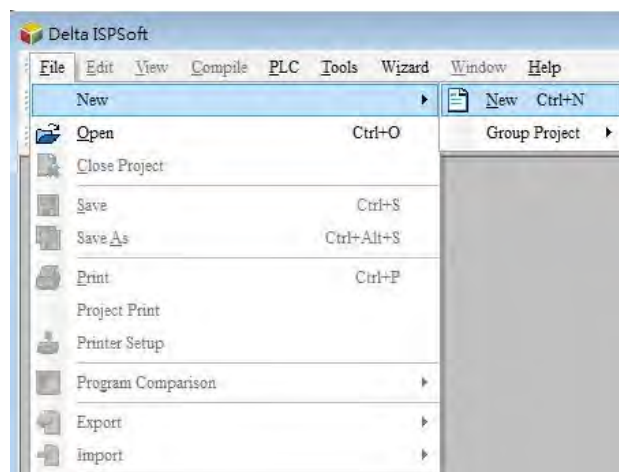 Delta ISPSoft
File Edit View Compile PLC Tools Wizard Window Help
New
New Ctrl+N
Open Ctrl+O
Group Project
Close Project
Save Ctrl+S
Save As Ctrl+Alt+S
Print Ctrl+P
Project Print
Printer Setup
Program Comparison
Export
Import